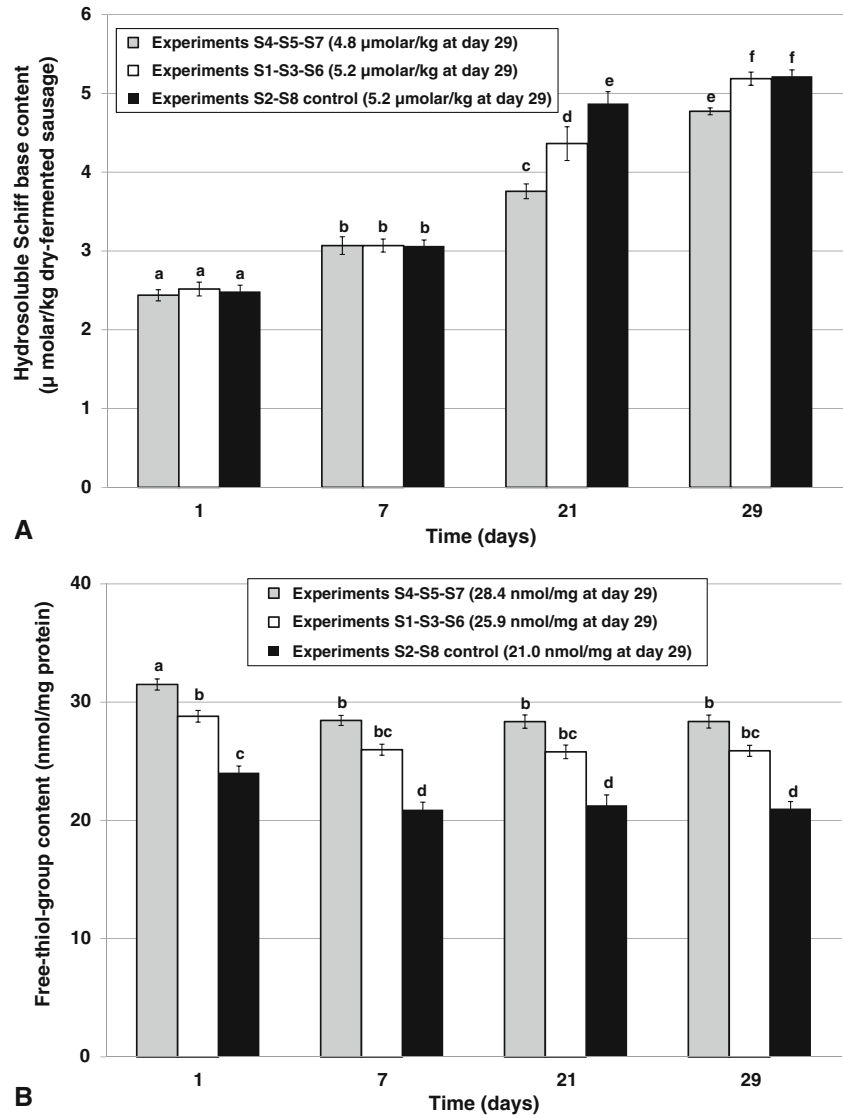 Hydrosoluble Schiff base content
(μ molar/kg dry-fermented sausage)
6
5
4
3
2
1
0
Experiments S4-S5-S7 (4.8 μmolar/kg at day 29)
Experiments S1-S3-S6 (5.2 μmolar/kg at day 29)
Experiments S2-S8 control (5.2 μmolar/kg at day 29)
a a a
b b b
c d e
e f f
1 7 21 29
Time (days)
A
Free-thiol-group content (nmol/mg protein)
40
30
20
10
0
Experiments S4-S5-S7 (28.4 nmol/mg at day 29)
Experiments S1-S3-S6 (25.9 nmol/mg at day 29)
Experiments S2-S8 control (21.0 nmol/mg at day 29)
a b c
b bc d
b bc d
b bc d
1 7 21 29
Time (days)
B